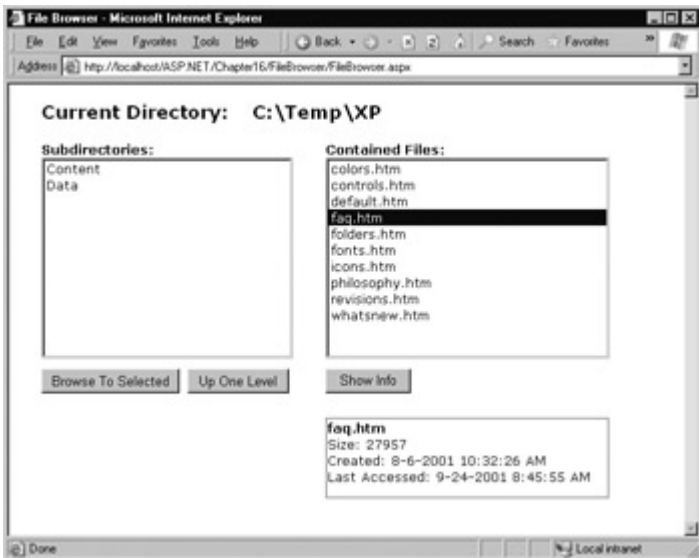 File Browser - Microsoft Internet Explorer
File Edit View Favorites Tools Help Back Search Favorites »
Address http://localhost/ASP.NET/Chapter16/FileBrowser/FileBrowser.aspx
Current Directory: C:\Temp\XP
Subdirectories:
Content
Data
Browse To Selected Up One Level
Contained Files:
colors.htm
controls.htm
default.htm
faq.htm
folders.htm
fonts.htm
icons.htm
philosophy.htm
revisions.htm
whatsnew.htm
Show Info
faq.htm
Size: 27957
Created: 8-6-2001 10:32:26 AM
Last Accessed: 9-24-2001 8:45:55 AM
Done Local intranet